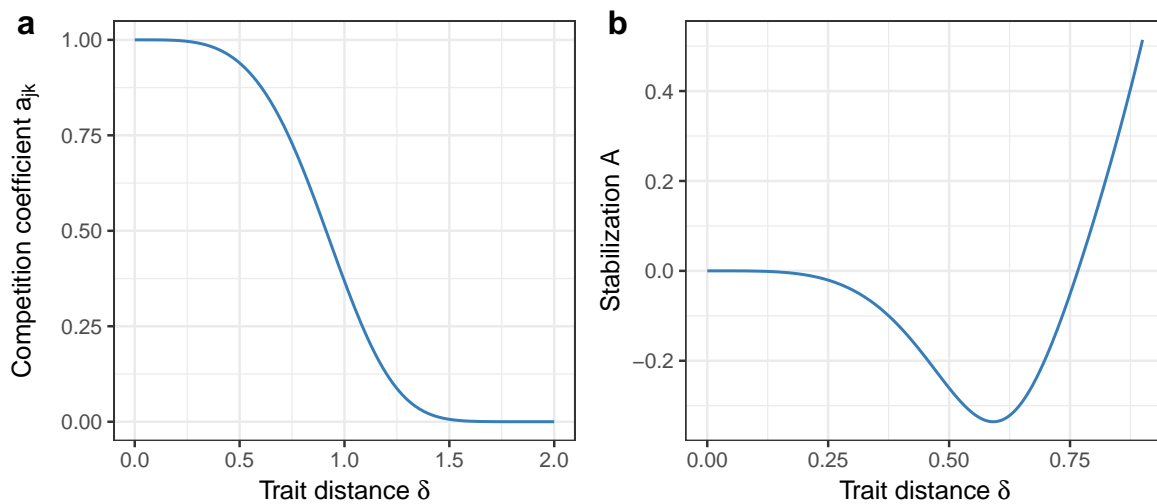 a
1.00
0.75
0.50
0.25
0.00
Competition coefficient ajk
0.0 0.5 1.0 1.5 2.0
Trait distance δ
b
0.4
0.2
0.0
−0.2
Stabilization A
0.00 0.25 0.50 0.75
Trait distance δ